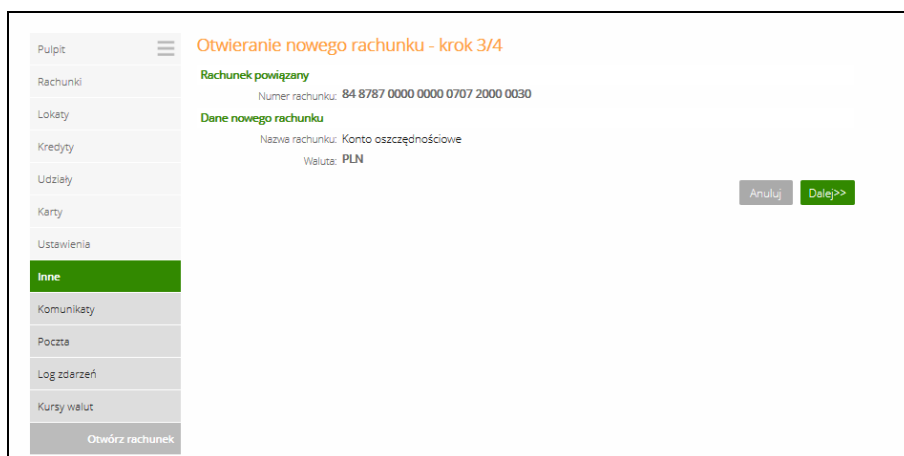 Pulpit
Rachunki
Lokaty
Kredyty
Udziały
Karty
Ustawienia
Inne
Komunikaty
Poczta
Log zdarzeń
Kursy walut
Otwórz rachunek
Otwieranie nowego rachunku - krok 3/4
Rachunek powiązany
Numer rachunku: 84 8787 0000 0000 0707 2000 0030
Dane nowego rachunku
Nazwa rachunku: Konto oszczędnościowe
Waluta: PLN
Anuluj Dalej>>